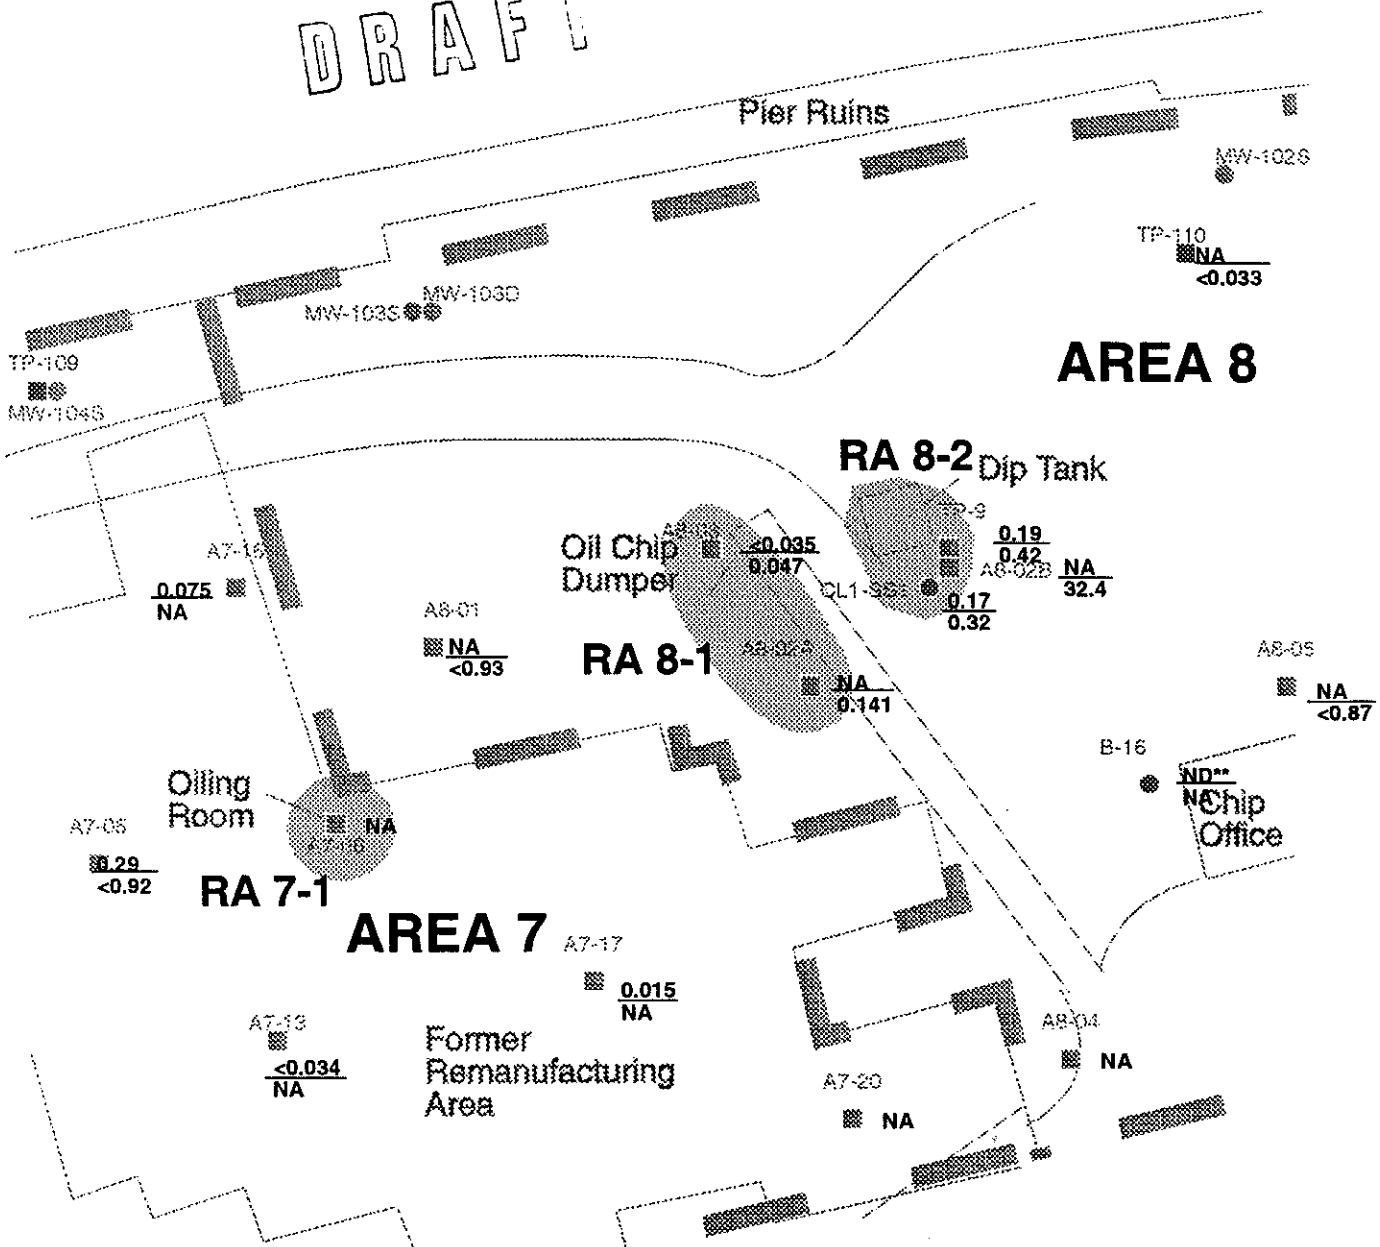 DRAFT
Pier Ruins
MW-102S
TP-110
NA
<0.033
MW-103D
MW-103S
TP-109
MW-104S
AREA 8
RA 8-2
Dip Tank
TP-9
0.19
0.42
A8-02B
NA
32.4
CL1-SS1
0.17
0.32
Oil Chip
Dumper
<0.035
0.047
A7-16
0.075
NA
A8-01
NA
<0.93
RA 8-1
A8-02A
NA
0.141
A8-05
NA
<0.87
B-16
ND**
NA
Chip
Office
Oiling
Room
NA
A7-05
0.29
<0.92
RA 7-1
AREA 7
A7-17
0.015
NA
A7-13
<0.034
NA
Former
Remanufacturing
Area
A8-04
NA
A7-20
NA